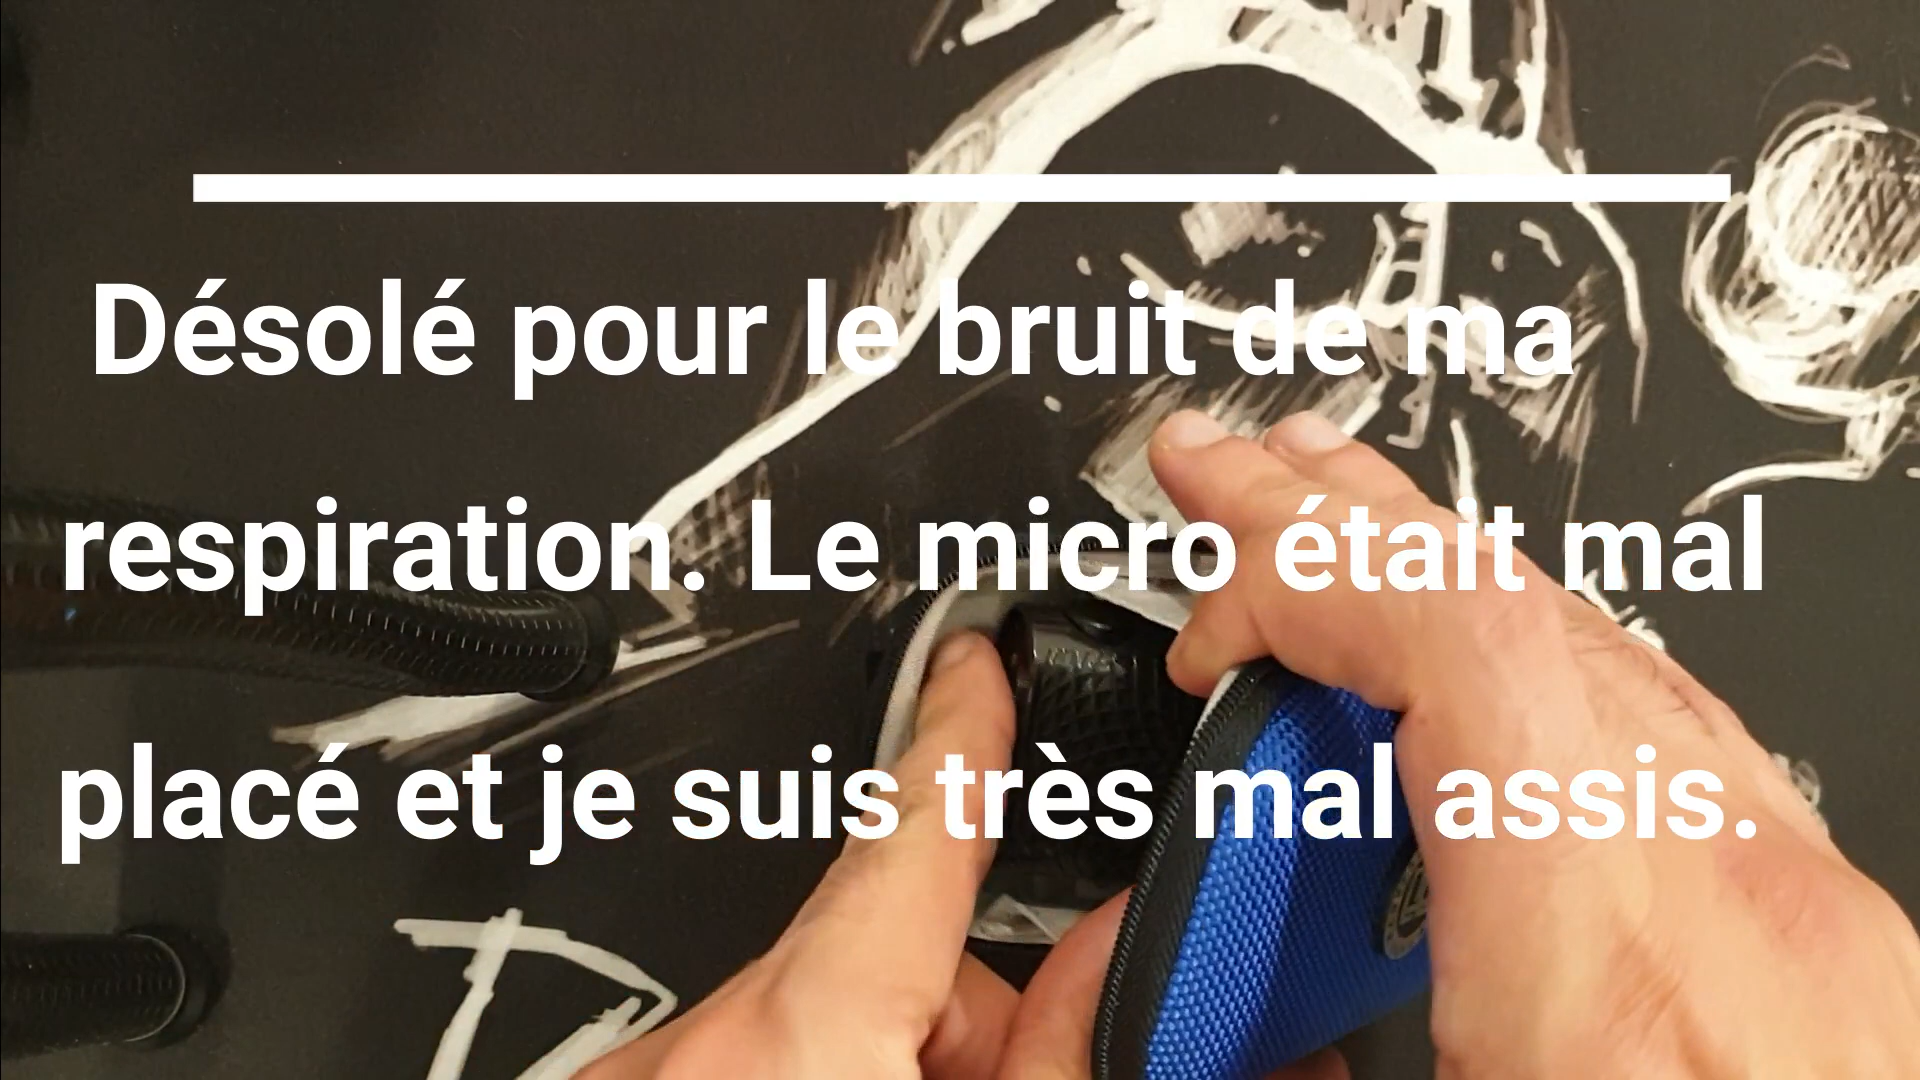 Désolé pour le bruit de ma
respiration. Le micro était mal
placé et je suis très mal assis.